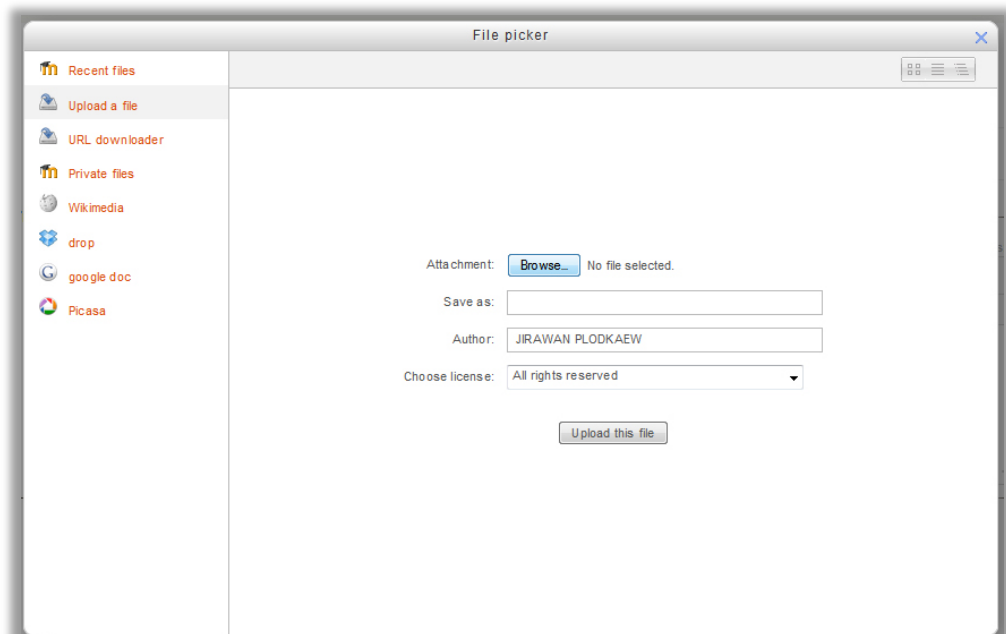 File picker
Recent files
Upload a file
URL downloader
Private files
Wikimedia
drop
google doc
Picasa
Attachment: Browse... No file selected.
Save as:
Author: JIRAWAN PLODKAEW
Choose license: All rights reserved
Upload this file